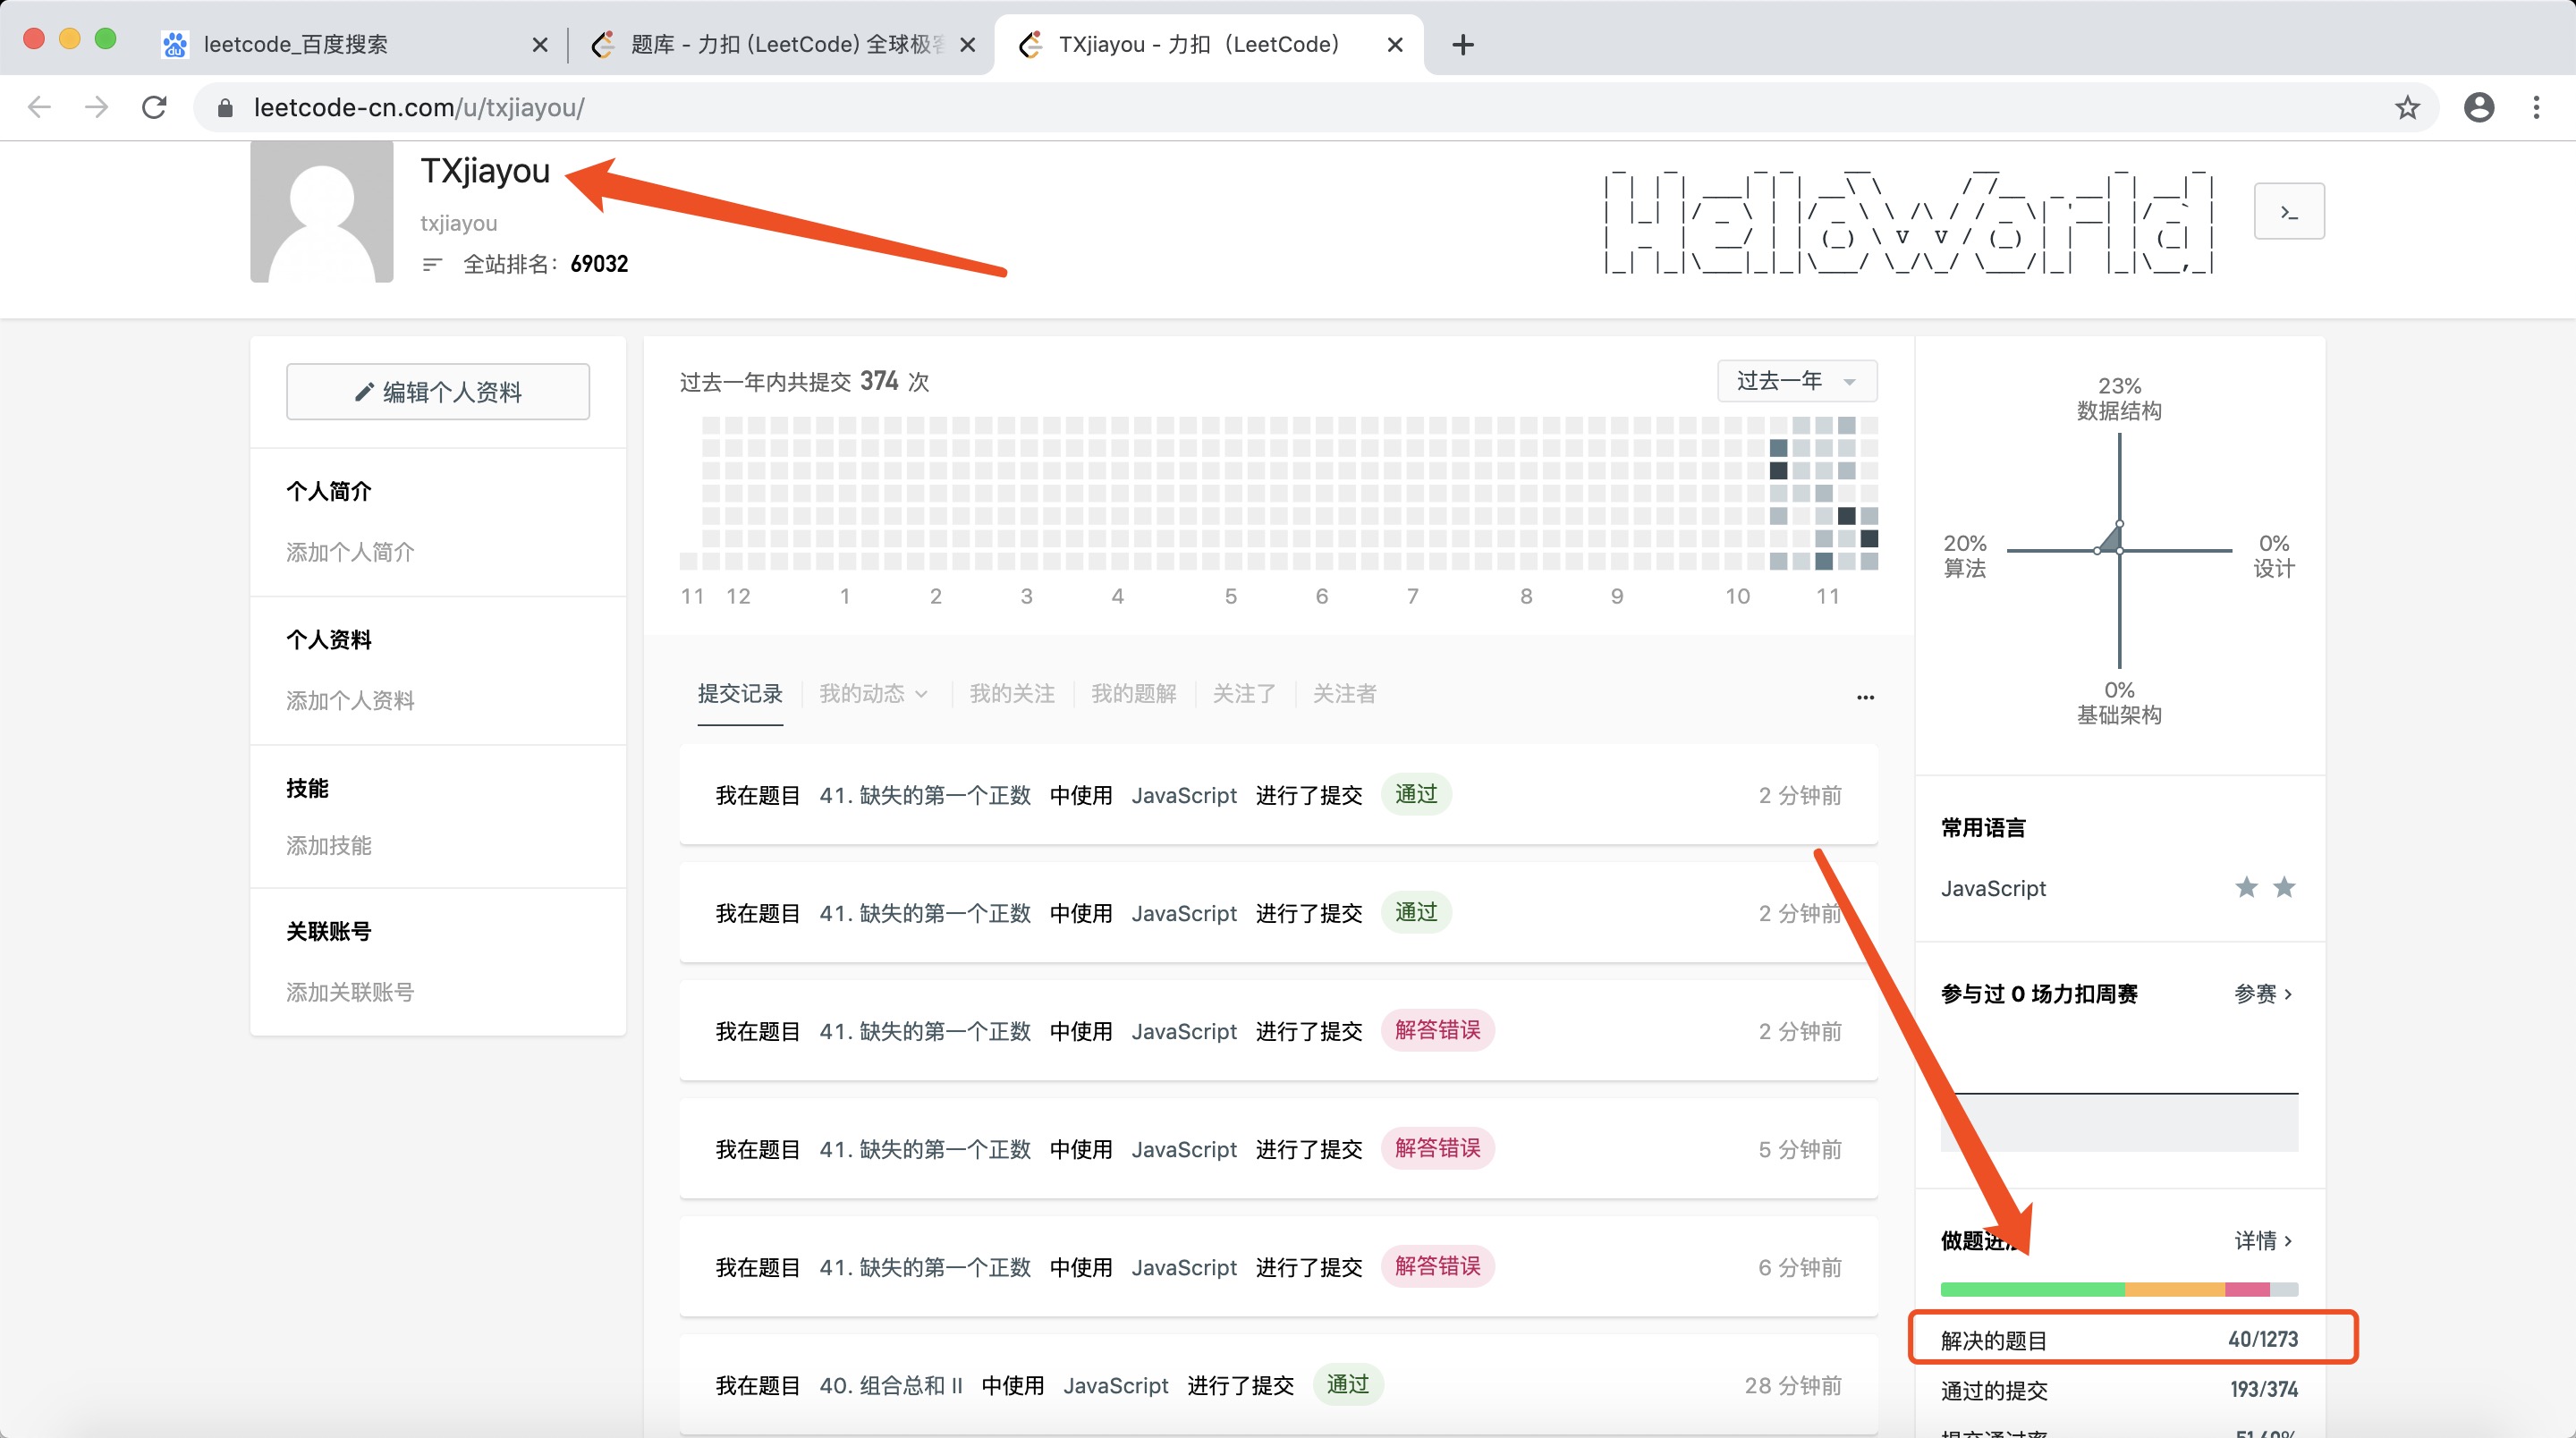 leetcode_百度搜索
题库 - 力扣 (LeetCode) 全球极客
TXjiayou - 力扣（LeetCode）
leetcode-cn.com/u/txjiayou/
TXjiayou
txjiayou
全站排名： 69032
HelloWorld
>_
编辑个人资料
个人简介
添加个人简介
个人资料
添加个人资料
技能
添加技能
关联账号
添加关联账号
过去一年内共提交 374 次
过去一年
11 12 1 2 3 4 5 6 7 8 9 10 11
提交记录 我的动态 我的关注 我的题解 关注了 关注者 ...
我在题目 41. 缺失的第一个正数 中使用 JavaScript 进行了提交 通过 2 分钟前
我在题目 41. 缺失的第一个正数 中使用 JavaScript 进行了提交 通过 2 分钟前
我在题目 41. 缺失的第一个正数 中使用 JavaScript 进行了提交 解答错误 2 分钟前
我在题目 41. 缺失的第一个正数 中使用 JavaScript 进行了提交 解答错误 5 分钟前
我在题目 41. 缺失的第一个正数 中使用 JavaScript 进行了提交 解答错误 6 分钟前
我在题目 40. 组合总和 II 中使用 JavaScript 进行了提交 通过 28 分钟前
23%
数据结构
20%
算法
0%
设计
0%
基础架构
常用语言
JavaScript
参与过 0 场力扣周赛 参赛 >
做题进 详情 >
解决的题目 40/1273
通过的提交 193/374